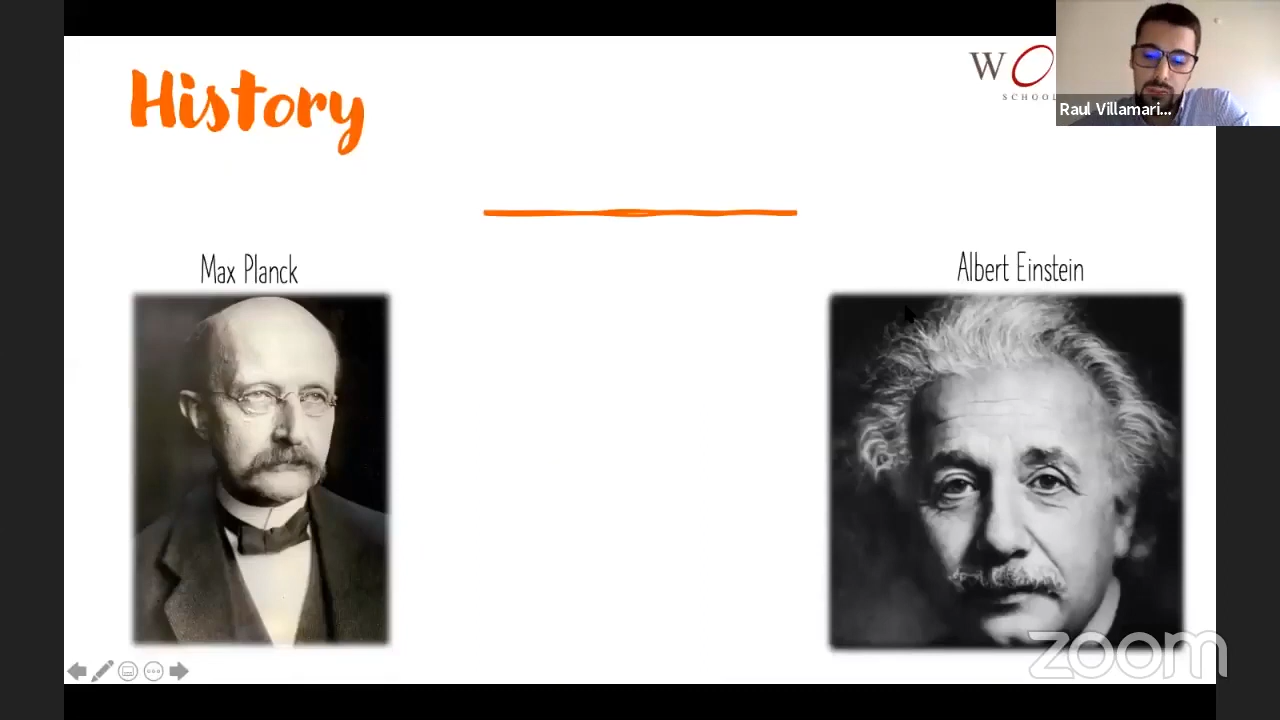 History
W O
SCHOOL
Raul Villamari...
Max Planck
Albert Einstein
zoom